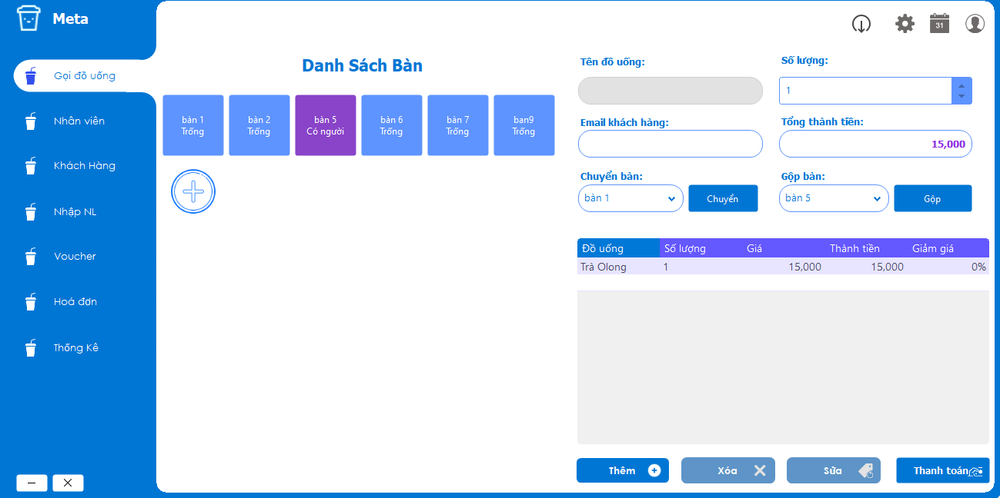 Meta
Gọi đồ uống
Nhân viên
Khách Hàng
Nhập NL
Voucher
Hoá đơn
Thống Kê
31
Danh Sách Bàn
bàn 1
Trống
bàn 2
Trống
bàn 5
Có người
bàn 6
Trống
bàn 7
Trống
ban9
Trống
Tên đồ uống:
Số lượng:
1
Email khách hàng:
Tổng thành tiền:
15,000
Chuyển bàn:
Gộp bàn:
bàn 1
Chuyển
bàn 5
Gộp
Đồ uống Số lượng Giá Thành tiền Giảm giá
Trà Olong 1 15,000 15,000 0%
Thêm
Xóa
Sửa
Thanh toán